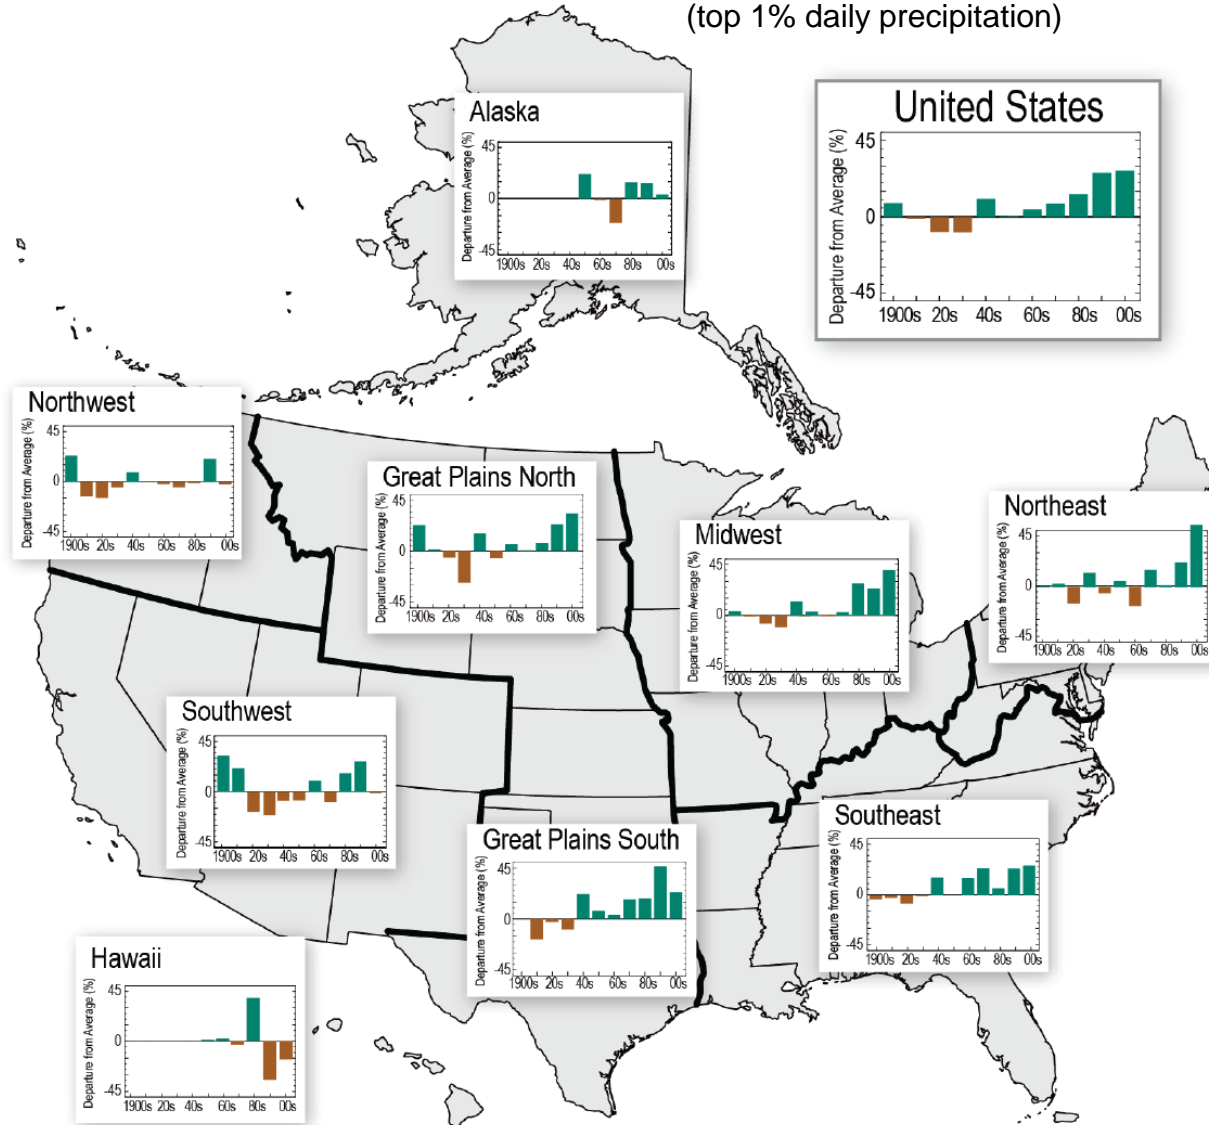 (top 1% daily precipitation)
Alaska
Departure from Average (%)
45
0
-45
1900s 20s 40s 60s 80s 00s
United States
Departure from Average (%)
45
0
-45
1900s 20s 40s 60s 80s 00s
Northwest
Departure from Average (%)
45
0
-45
1900s 20s 40s 60s 80s 00s
Great Plains North
Departure from Average (%)
45
0
-45
1900s 20s 40s 60s 80s 00s
Midwest
Departure from Average (%)
45
0
-45
1900s 20s 40s 60s 80s 00s
Northeast
Departure from Average (%)
45
0
-45
1900s 20s 40s 60s 80s 00s
Southwest
Departure from Average (%)
45
0
-45
1900s 20s 40s 60s 80s 00s
Great Plains South
Departure from Average (%)
45
0
-45
1900s 20s 40s 60s 80s 00s
Southeast
Departure from Average (%)
45
0
-45
1900s 20s 40s 60s 80s 00s
Hawaii
Departure from Average (%)
45
0
-45
1900s 20s 40s 60s 80s 00s